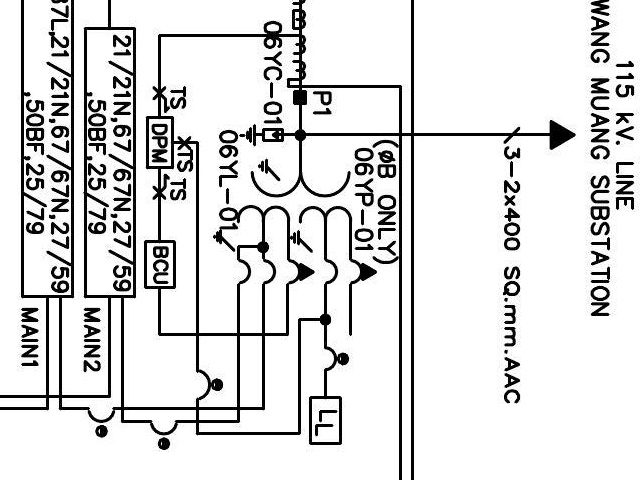 115 kV. LINE
WANG MUANG SUBSTATION
3-2x400 SQ.mm.AAC
(øB ONLY)
06YP-01
P1
06YC-01
06YL-01
TS
TS
TS
DPM
BCU
LL
21/21N,67/67N,27/59
,50BF,25/79
MAIN2
87L,21/21N,67/67N,27/59
,50BF,25/79
MAIN1